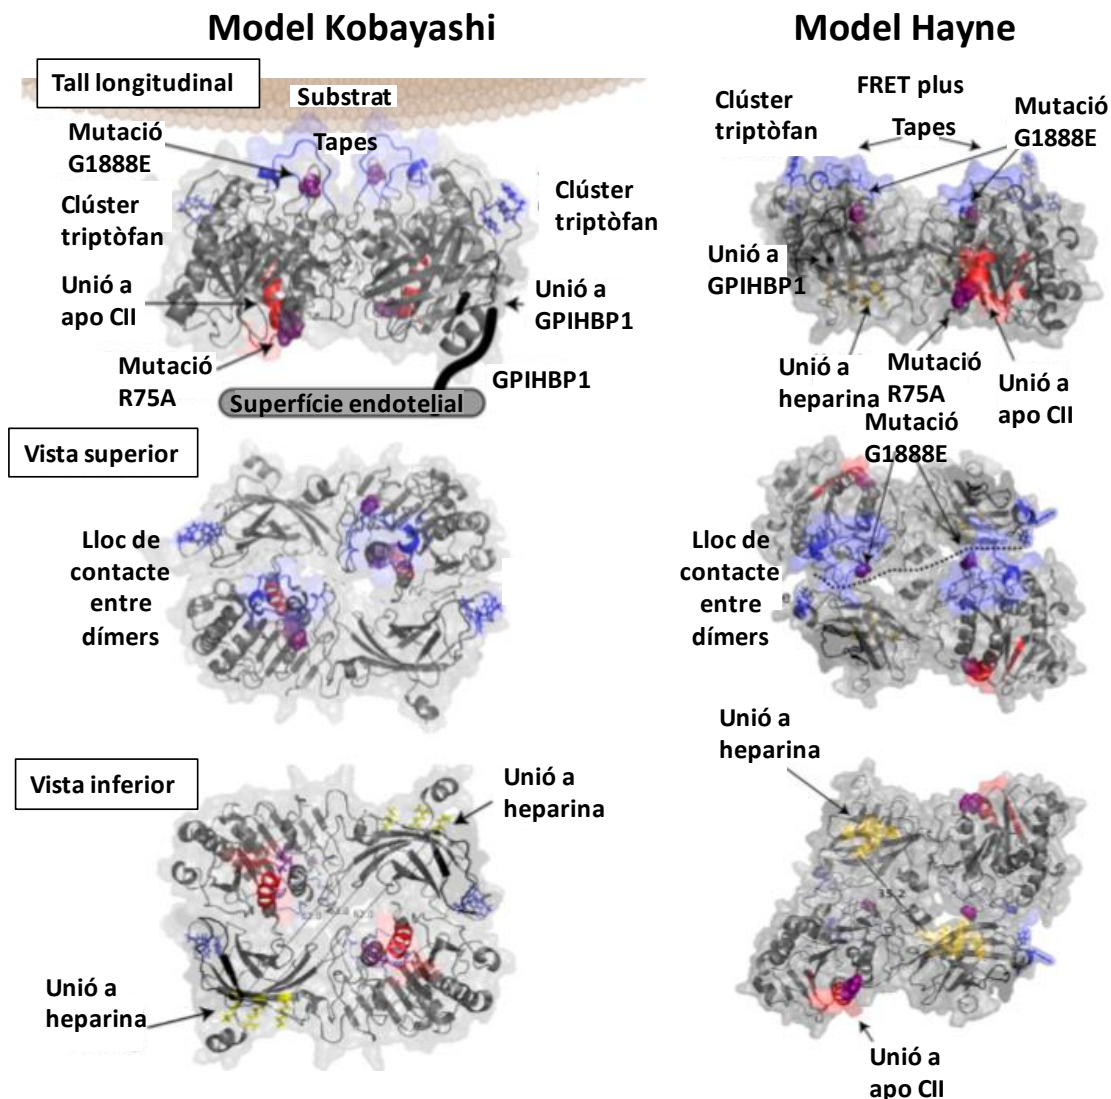 Model Kobayashi
Model Hayne
Tall longitudinal
Substrat
Tapes
Mutació
G1888E
Clúster
triptòfan
Clúster
triptòfan
Unió a
apo CII
Unió a
GPIHBP1
Mutació
R75A
GPIHBP1
Superfície endotelial
FRET plus
Clúster
triptòfan
Tapes
Mutació
G1888E
Unió a
GPIHBP1
Unió a
heparina
Mutació
R75A
Unió a
apo CII
Mutació
G1888E
Vista superior
Lloc de
contacte
entre
dímers
Lloc de
contacte
entre
dímers
Vista inferior
Unió a
heparina
Unió a
heparina
Unió a
heparina
35.2
Unió a
apo CII